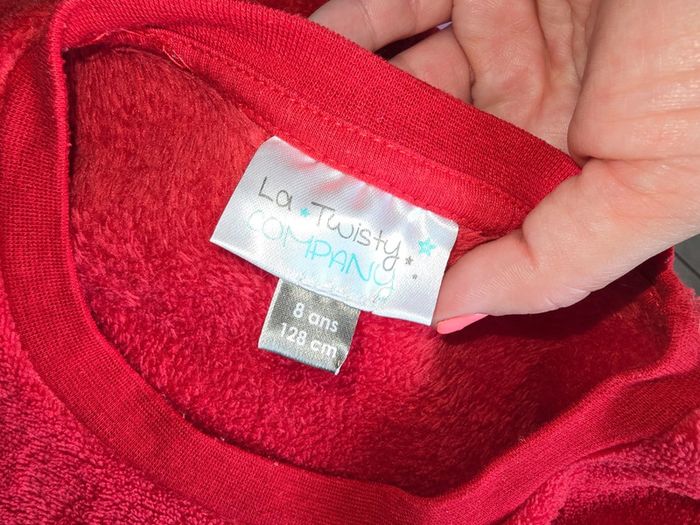 La Twisty
COMPANY
8 ans
128 cm